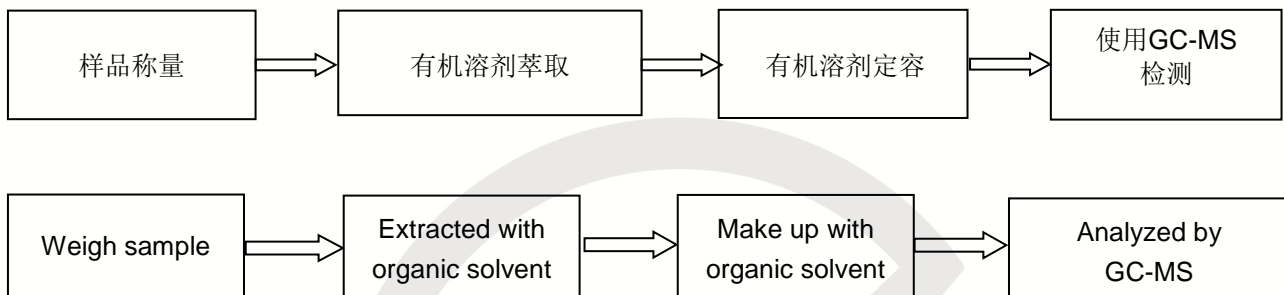 样品称量
有机溶剂萃取
有机溶剂定容
使用GC-MS
检测
Weigh sample
Extracted with
organic solvent
Make up with
organic solvent
Analyzed by
GC-MS